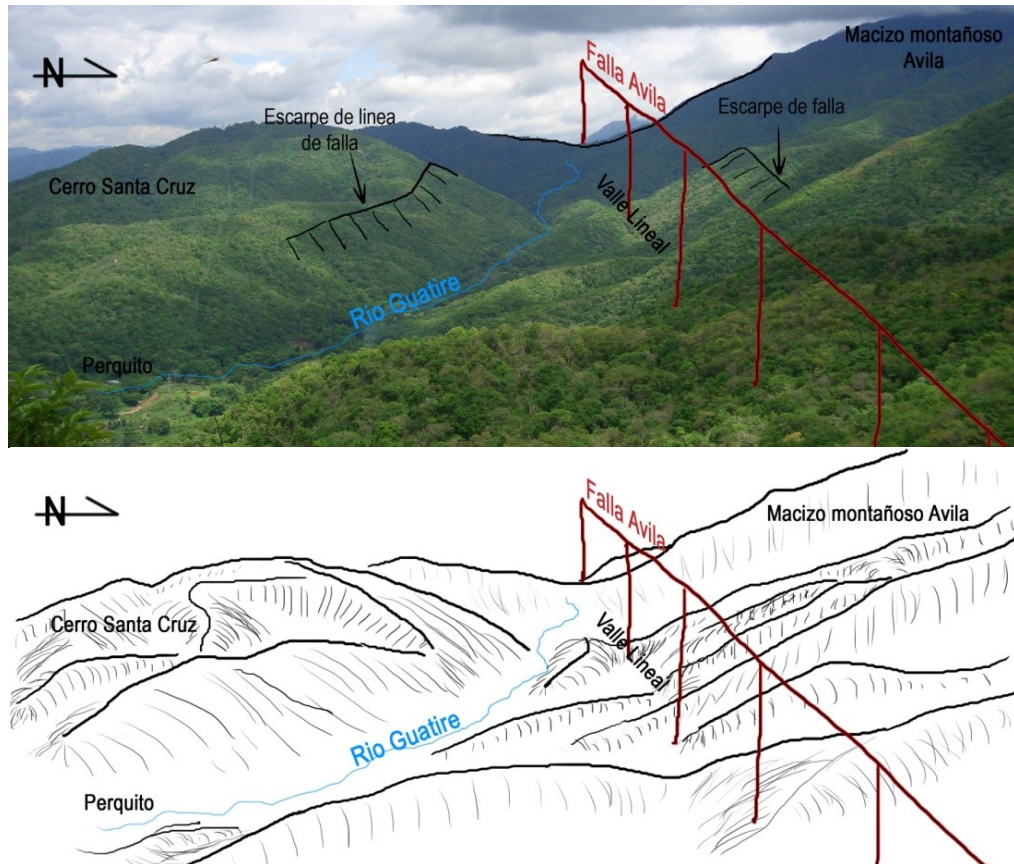 N
Falla Avila
Macizo montañoso
Avila
Escarpe de linea
de falla
Escarpe de falla
Cerro Santa Cruz
Valle Lineal
Rio Guatire
Perquito
N
Falla Avila
Macizo montañoso Avila
Cerro Santa Cruz
Valle Lineal
Rio Guatire
Perquito